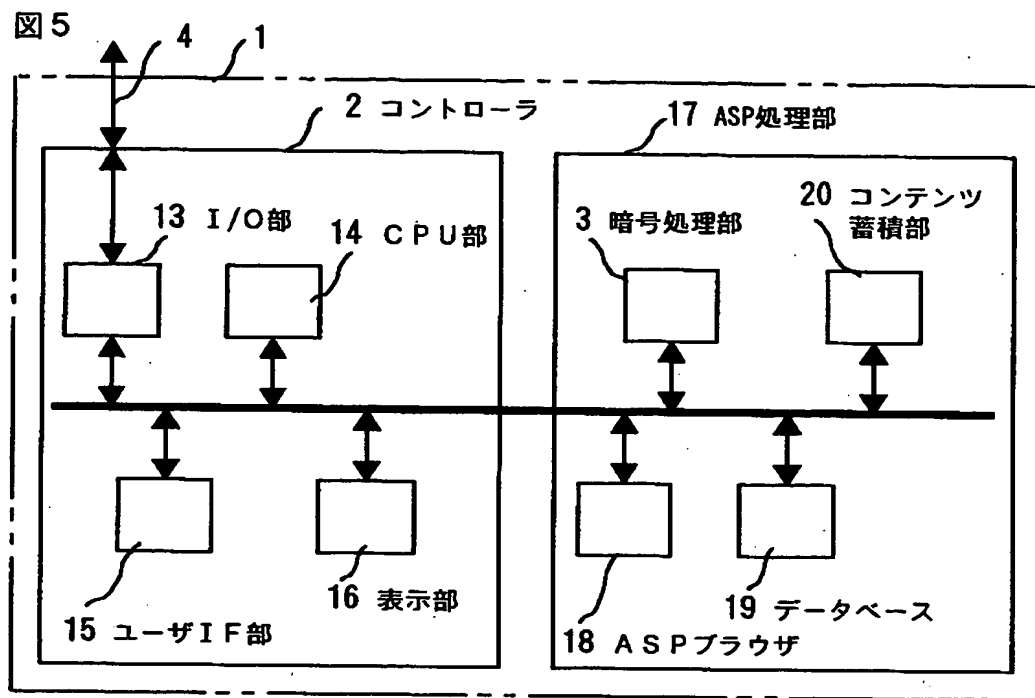 図5
4
1
2 コントローラ
17 ASP処理部
13 I/O部
14 CPU部
3 暗号処理部
20 コンテンツ
蓄積部
15 ユーザIF部
16 表示部
18 ASPブラウザ
19 データベース